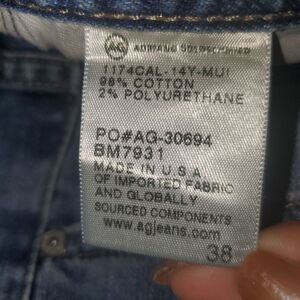 AG ADRIANO GOLDSCHMIED
1174CAL-14Y-MUI
98% COTTON
2% POLYURETHANE
PO#AG-30694
BM7931
MADE IN U.S.A
OF IMPORTED FABRIC
AND GLOBALLY
SOURCED COMPONENTS
www.agjeans.com
38